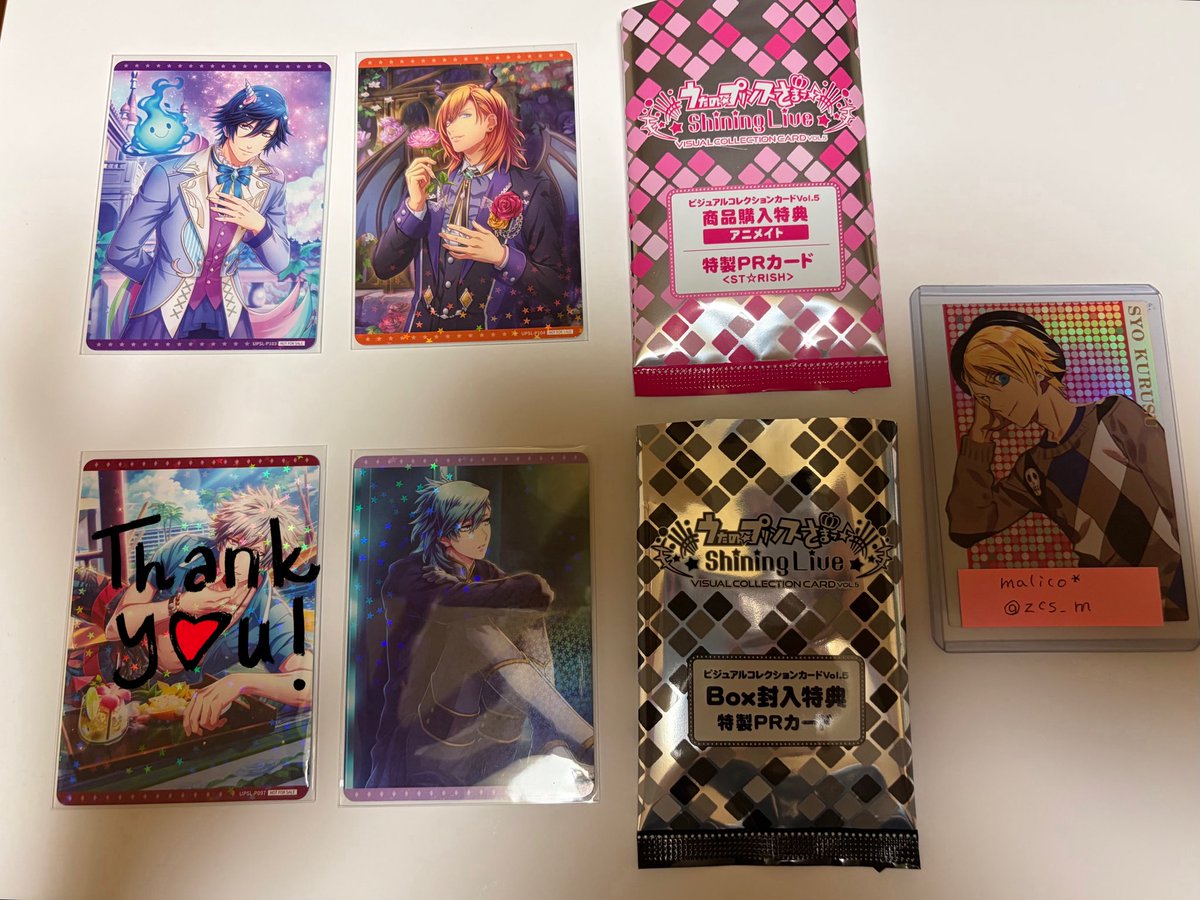 UPSL-P103 NOT FOR SALE
UPSL-P104 NOT FOR SALE
うたの☆プリンスさまっ♪
Shining Live
VISUAL COLLECTION CARD VOL.5
ビジュアルコレクションカードVol.5
商品購入特典
アニメイト
特製PRカード
<ST☆RISH>
Thank
you!
UPSL-P097 NOT FOR SALE
うたの☆プリンスさまっ♪
Shining Live
VISUAL COLLECTION CARD VOL.5
ビジュアルコレクションカードVol.5
Box封入特典
特製PRカード
SYO KURUSU
malico*
@zcs_m